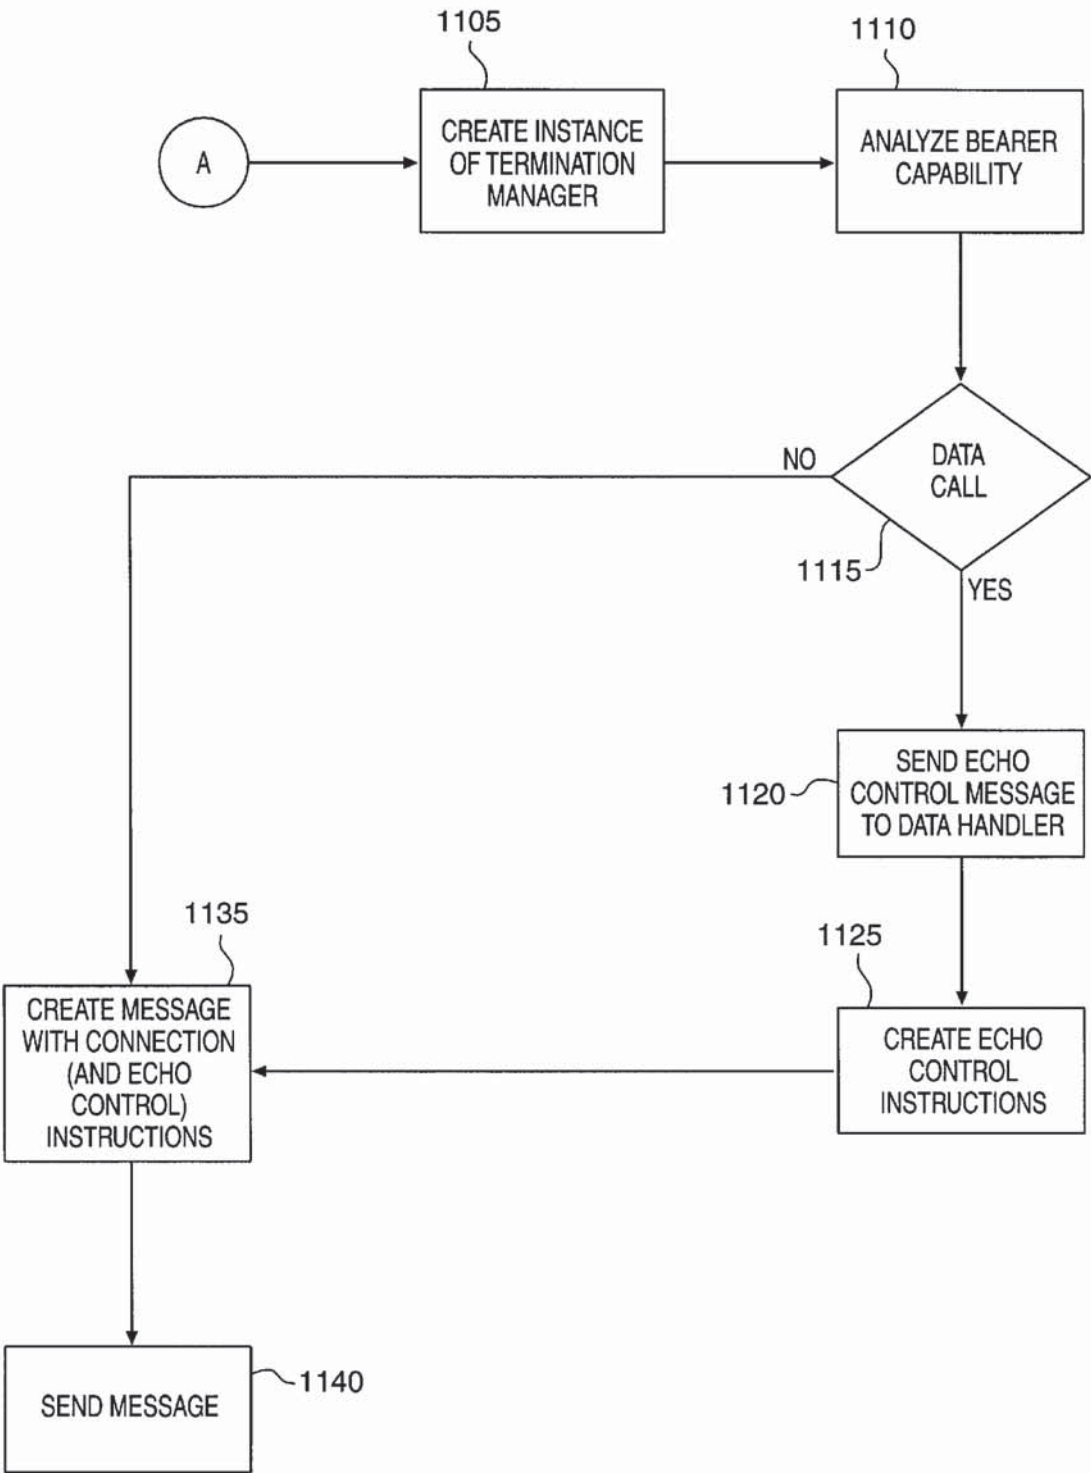 1105
1110
A
CREATE INSTANCE
OF TERMINATION
MANAGER
ANALYZE BEARER
CAPABILITY
NO
DATA
CALL
1115
YES
1120
SEND ECHO
CONTROL MESSAGE
TO DATA HANDLER
1135
1125
CREATE MESSAGE
WITH CONNECTION
(AND ECHO
CONTROL)
INSTRUCTIONS
CREATE ECHO
CONTROL
INSTRUCTIONS
SEND MESSAGE
1140